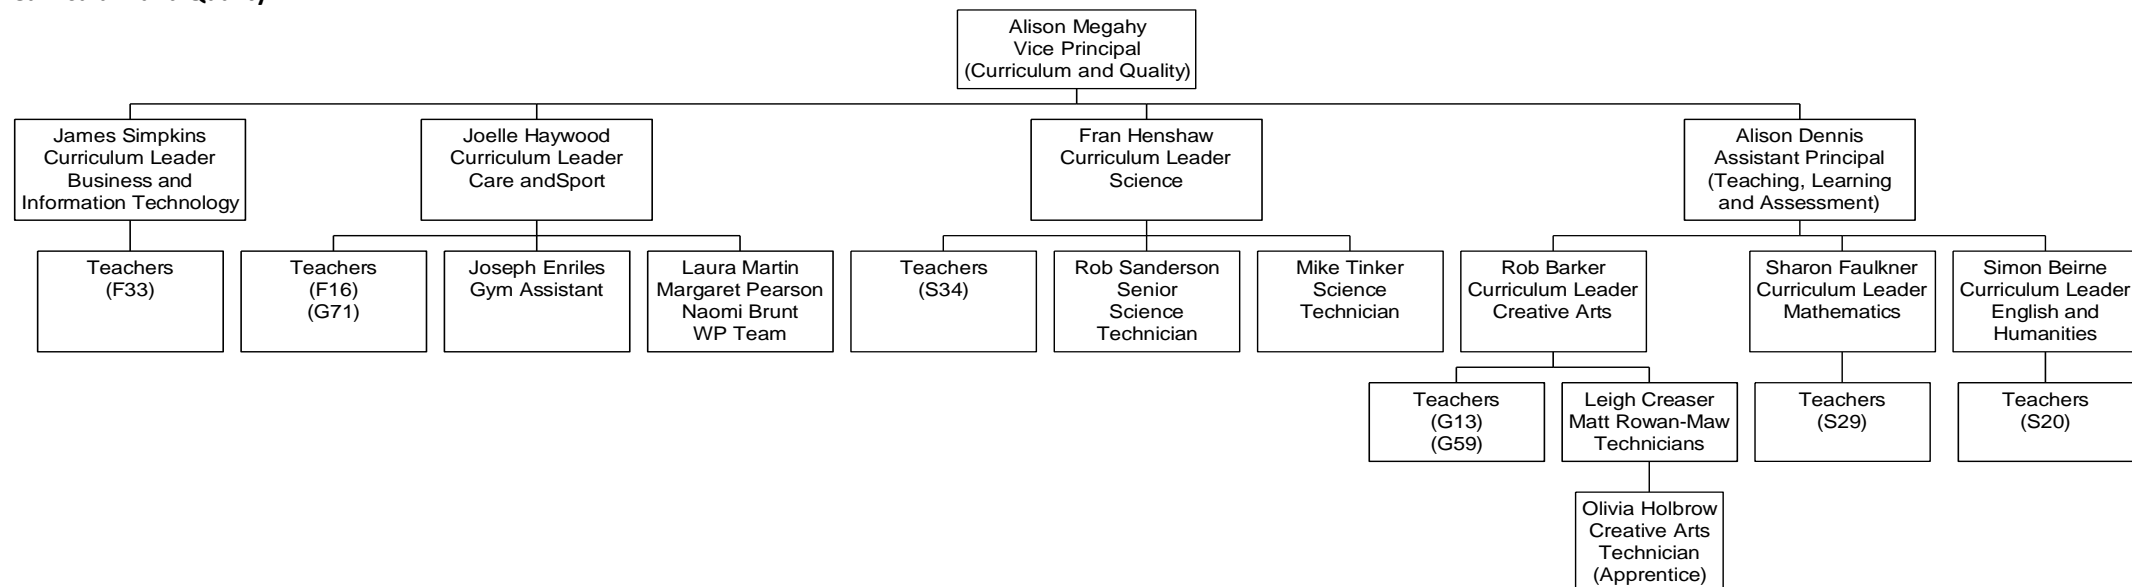 Alison Megahy
Vice Principal
(Curriculum and Quality)
James Simpkins
Curriculum Leader
Business and
Information Technology
Joelle Haywood
Curriculum Leader
Care andSport
Fran Henshaw
Curriculum Leader
Science
Alison Dennis
Assistant Principal
(Teaching, Learning
and Assessment)
Teachers
(F33)
Teachers
(F16)
(G71)
Joseph Enriles
Gym Assistant
Laura Martin
Margaret Pearson
Naomi Brunt
WP Team
Teachers
(S34)
Rob Sanderson
Senior
Science
Technician
Mike Tinker
Science
Technician
Rob Barker
Curriculum Leader
Creative Arts
Sharon Faulkner
Curriculum Leader
Mathematics
Simon Beirne
Curriculum Leader
English and
Humanities
Teachers
(G13)
(G59)
Leigh Creaser
Matt Rowan-Maw
Technicians
Teachers
(S29)
Teachers
(S20)
Olivia Holbrow
Creative Arts
Technician
(Apprentice)